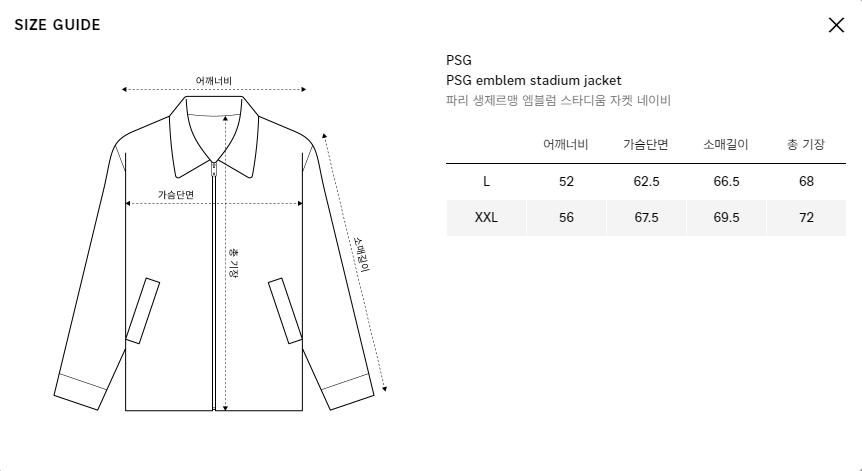 SIZE GUIDE
어깨너비
가슴단면
총 기장
소매길이
PSG
PSG emblem stadium jacket
파리 생제르맹 엠블럼 스타디움 자켓 네이비
어깨너비 가슴단면 소매길이 총 기장
L 52 62.5 66.5 68
XXL 56 67.5 69.5 72